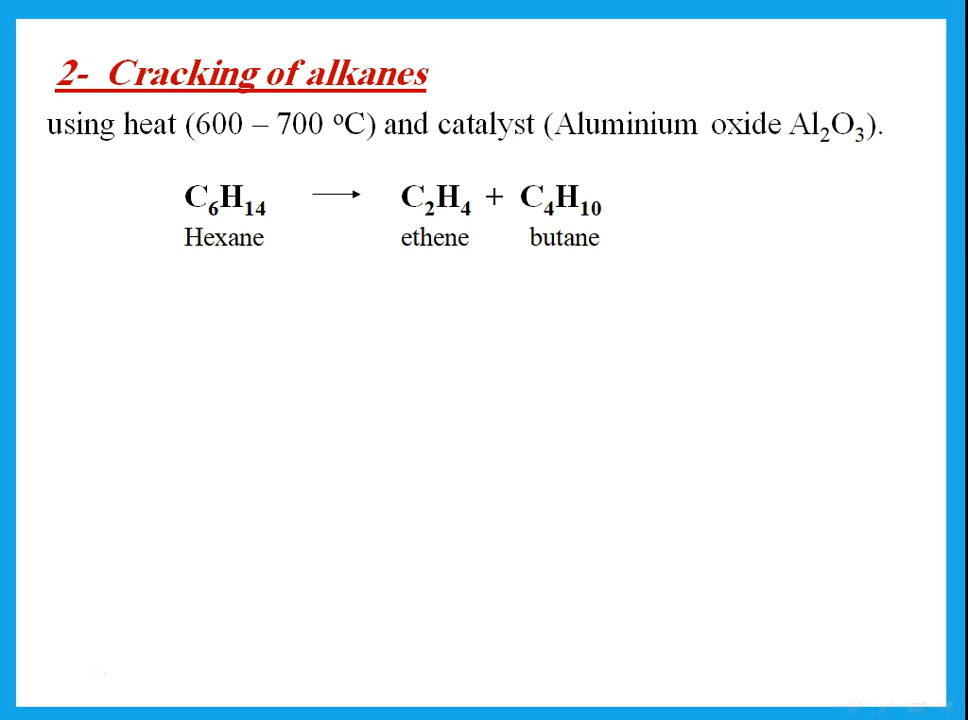 2- Cracking of alkanes
using heat (600 – 700 ⁰C) and catalyst (Aluminium oxide Al₂O₃).
C₆H₁₄ → C₂H₄ + C₄H₁₀
Hexane ethene butane